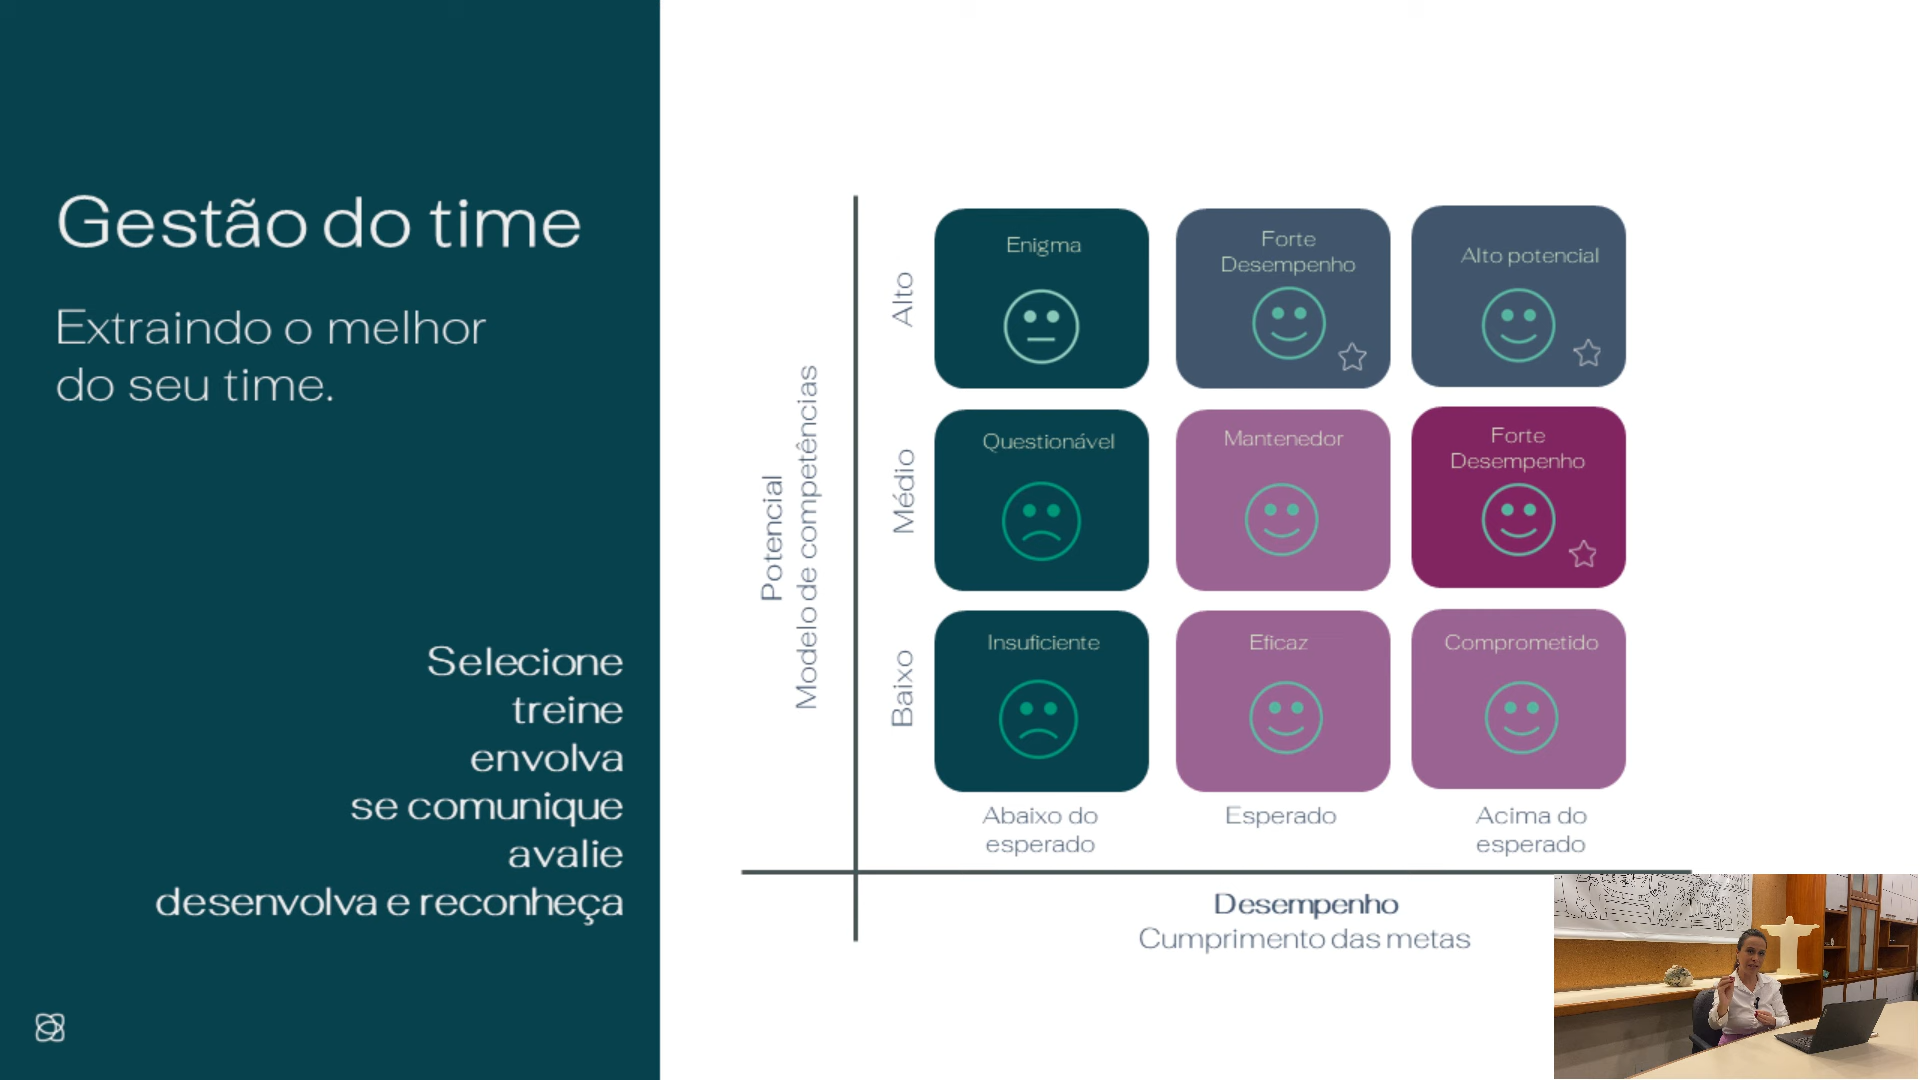 Gestão do time
Extraindo o melhor
do seu time.
Selecione
treine
envolva
se comunique
avalie
desenvolva e reconheça
Potencial
Modelo de competências
Alto
Médio
Baixo
Enigma
Forte
Desempenho
Alto potencial
Questionável
Mantenedor
Forte
Desempenho
Insuficiente
Eficaz
Comprometido
Abaixo do
esperado
Esperado
Acima do
esperado
Desempenho
Cumprimento das metas